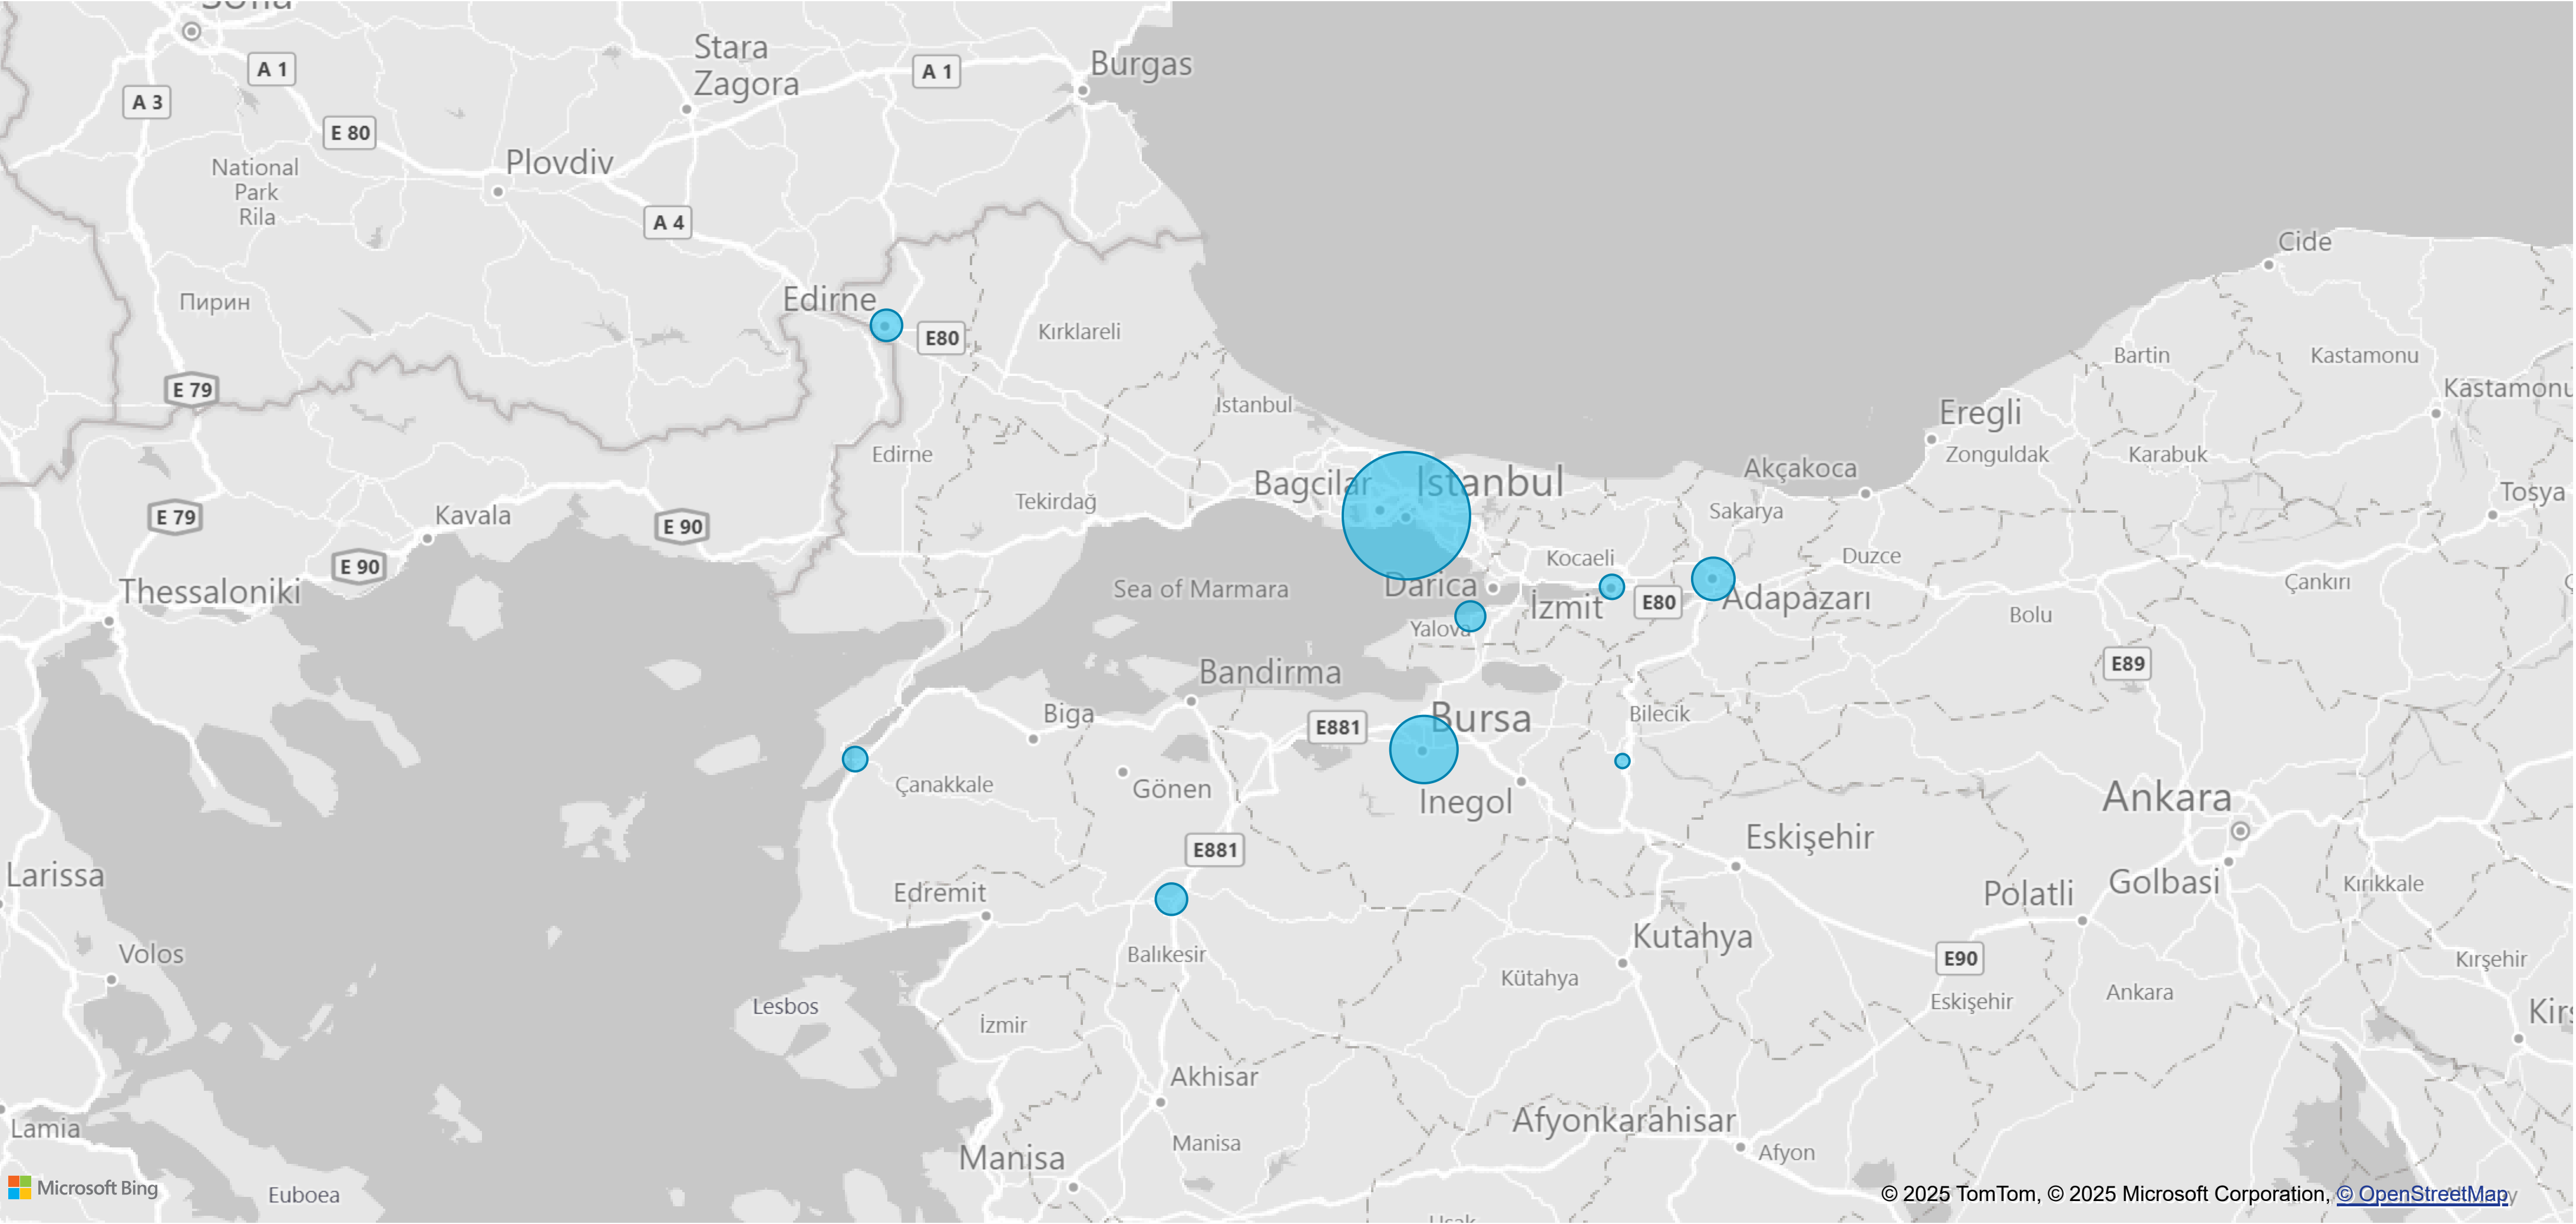 Sofia
Stara
Zagora
A 1
A 1
Burgas
A 3
E 80
Plovdiv
National
Park
Rila
A 4
Cide
Пирин
Edirne
E80
Kırklareli
Bartin
Kastamonu
E 79
Kastamonu
Istanbul
Eregli
Edirne
Zonguldak
Karabuk
Bagcilar
Istanbul
Akçakoca
Tekirdağ
Tosya
E 79
Kavala
E 90
Sakarya
E 90
Kocaeli
Duzce
Çankırı
Thessaloniki
Sea of Marmara
Darica
İzmit
E80
Adapazarı
Yalova
Bolu
Bandirma
E89
Biga
E881
Bursa
Bilecik
Çanakkale
Gönen
Inegol
Ankara
E881
Eskişehir
Larissa
Edremit
Polatli
Golbasi
Kırıkkale
Volos
Balıkesir
Kutahya
E90
Kırşehir
Kütahya
Lesbos
Ankara
Eskişehir
İzmir
Kırş
Akhisar
Lamia
Manisa
Afyonkarahisar
Manisa
Afyon
Microsoft Bing
Euboea
© 2025 TomTom, © 2025 Microsoft Corporation, © OpenStreetMap